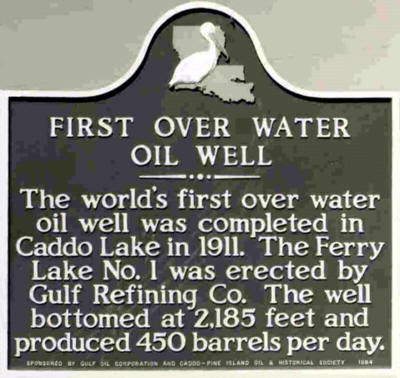 FIRST OVER WATER
OIL WELL
The world's first over water
oil well was completed in
Caddo Lake in 1911. The Ferry
Lake No. 1 was erected by
Gulf Refining Co. The well
bottomed at 2,185 feet and
produced 450 barrels per day.
SPONSORED BY GULF OIL CORPORATION AND CADDO-PINE ISLAND OIL & HISTORICAL SOCIETY 1984